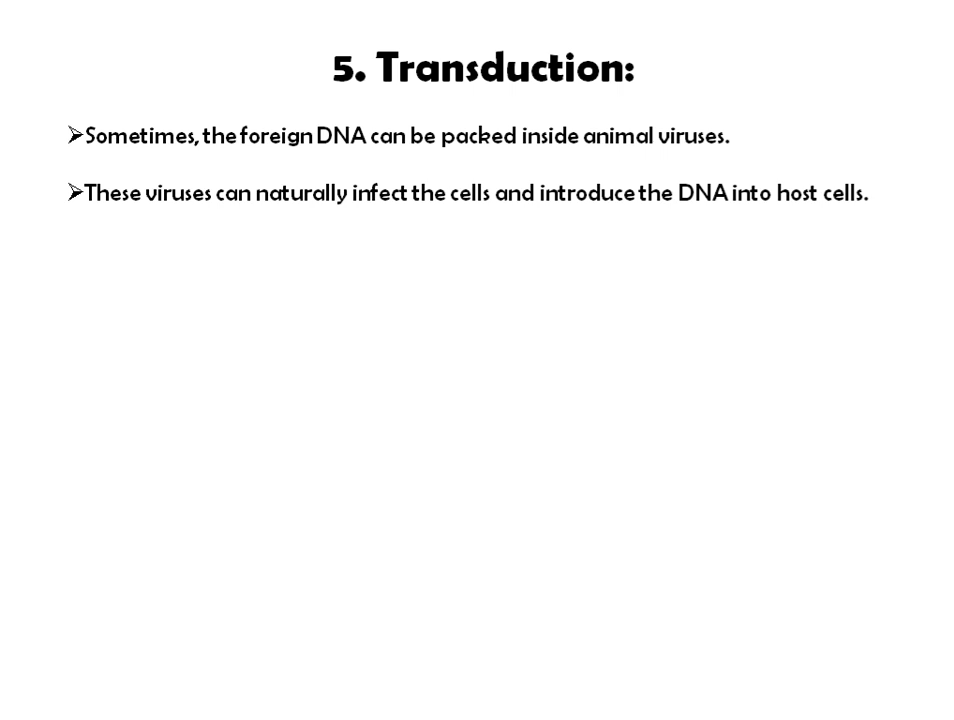 5. Transduction:
➢Sometimes, the foreign DNA can be packed inside animal viruses.
➢These viruses can naturally infect the cells and introduce the DNA into host cells.